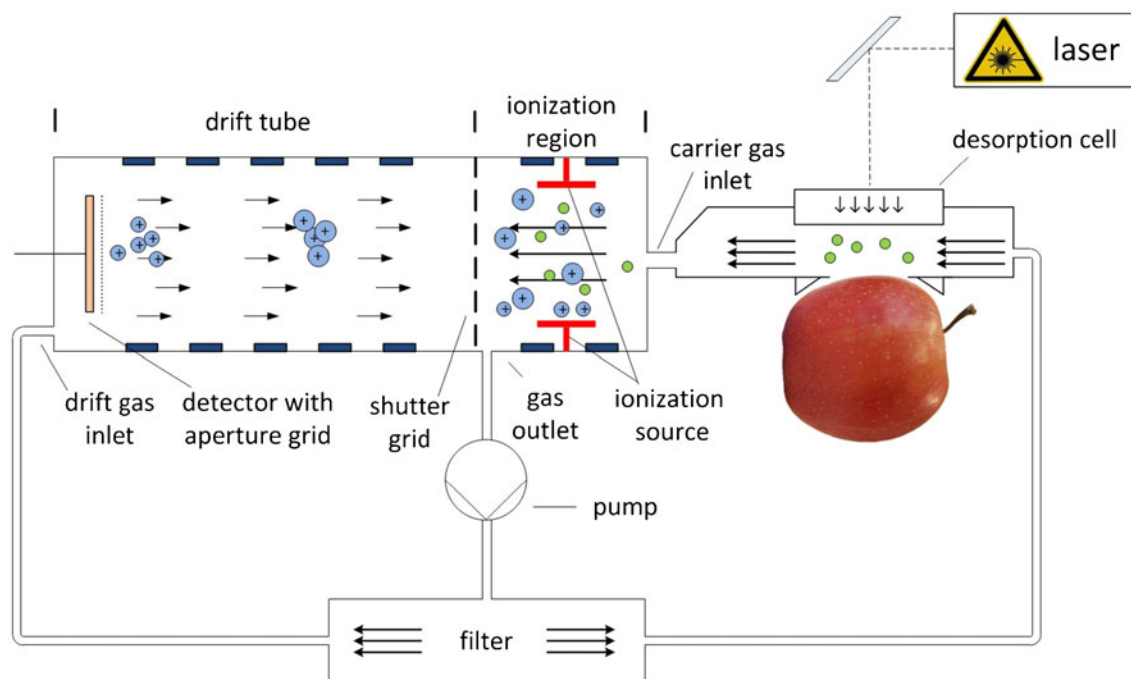 laser
drift tube
ionization
region
carrier gas
inlet
desorption cell
drift gas
inlet
detector with
aperture grid
shutter
grid
gas
outlet
ionization
source
pump
filter